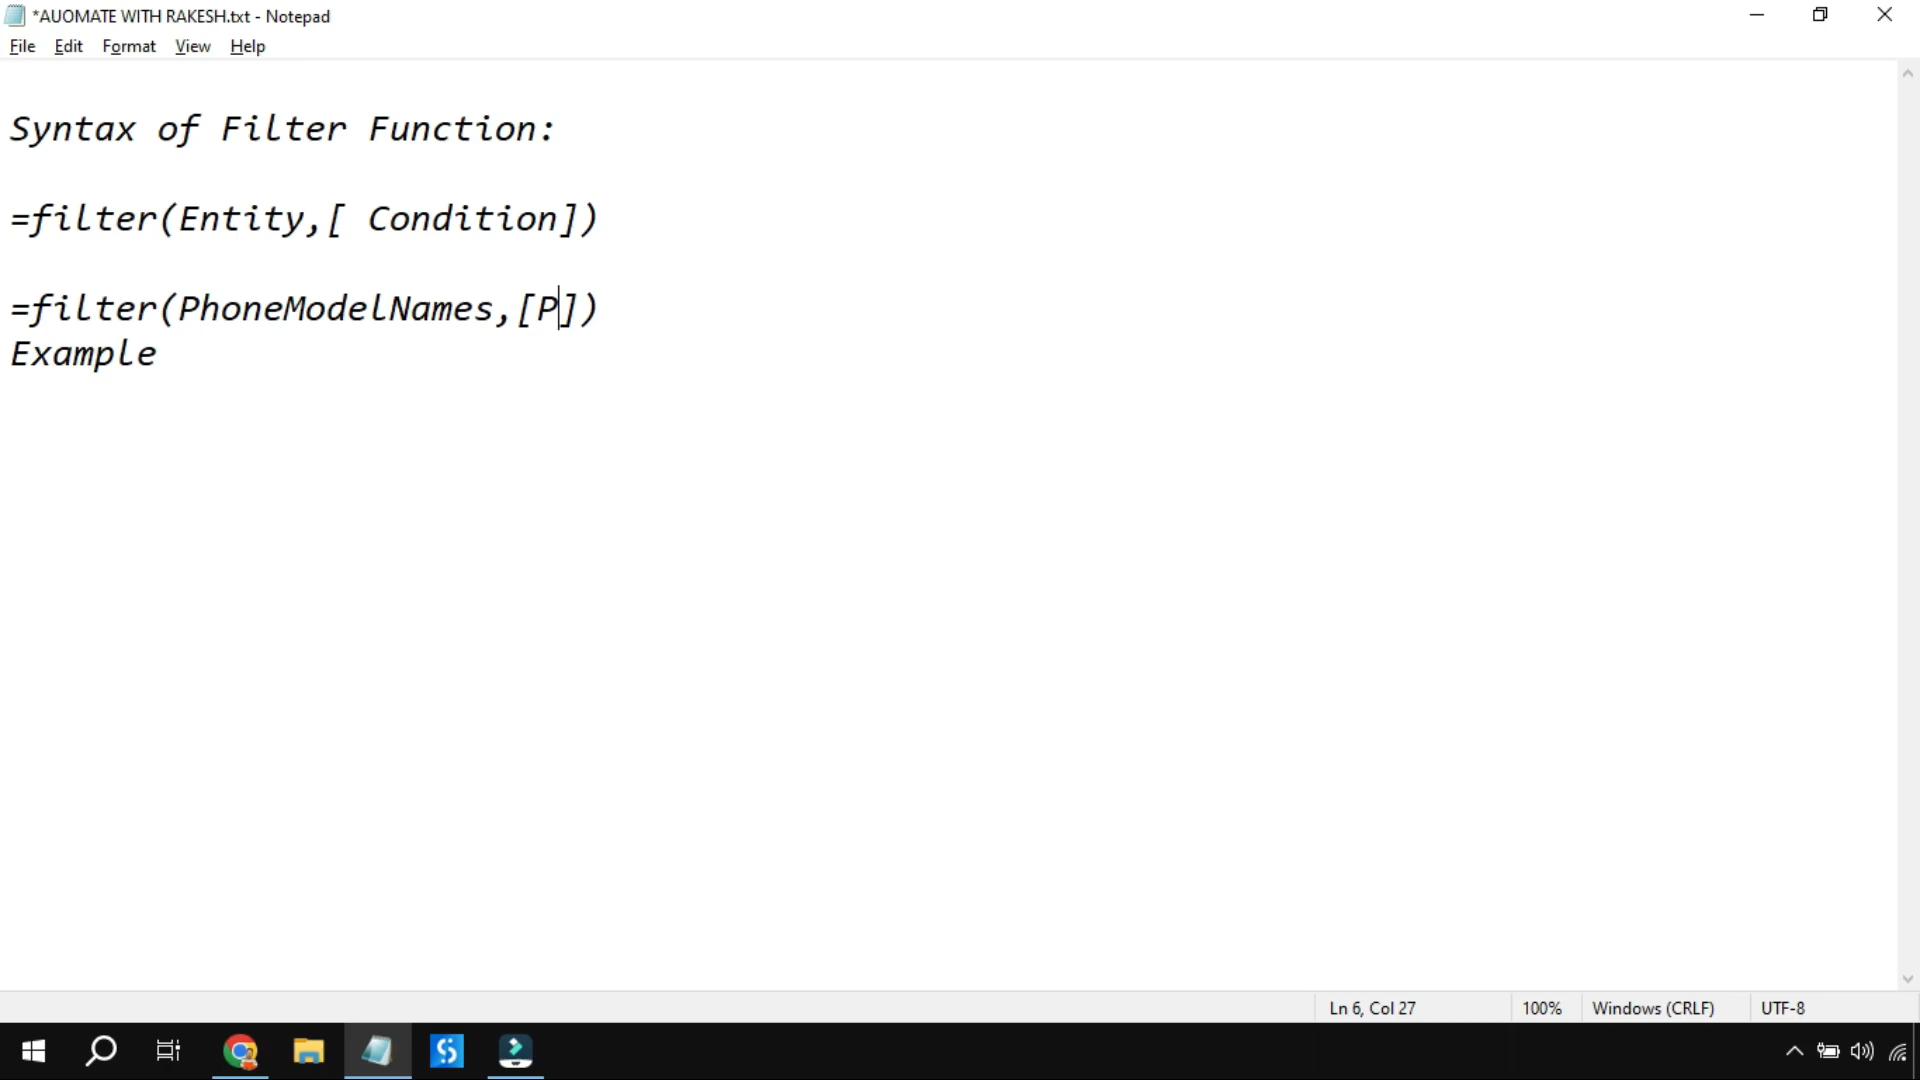 *AUOMATE WITH RAKESH.txt - Notepad
File Edit Format View Help
Syntax of Filter Function:
=filter(Entity,[ Condition])
=filter(PhoneModelNames,[P])
Example
Ln 6, Col 27 100% Windows (CRLF) UTF-8